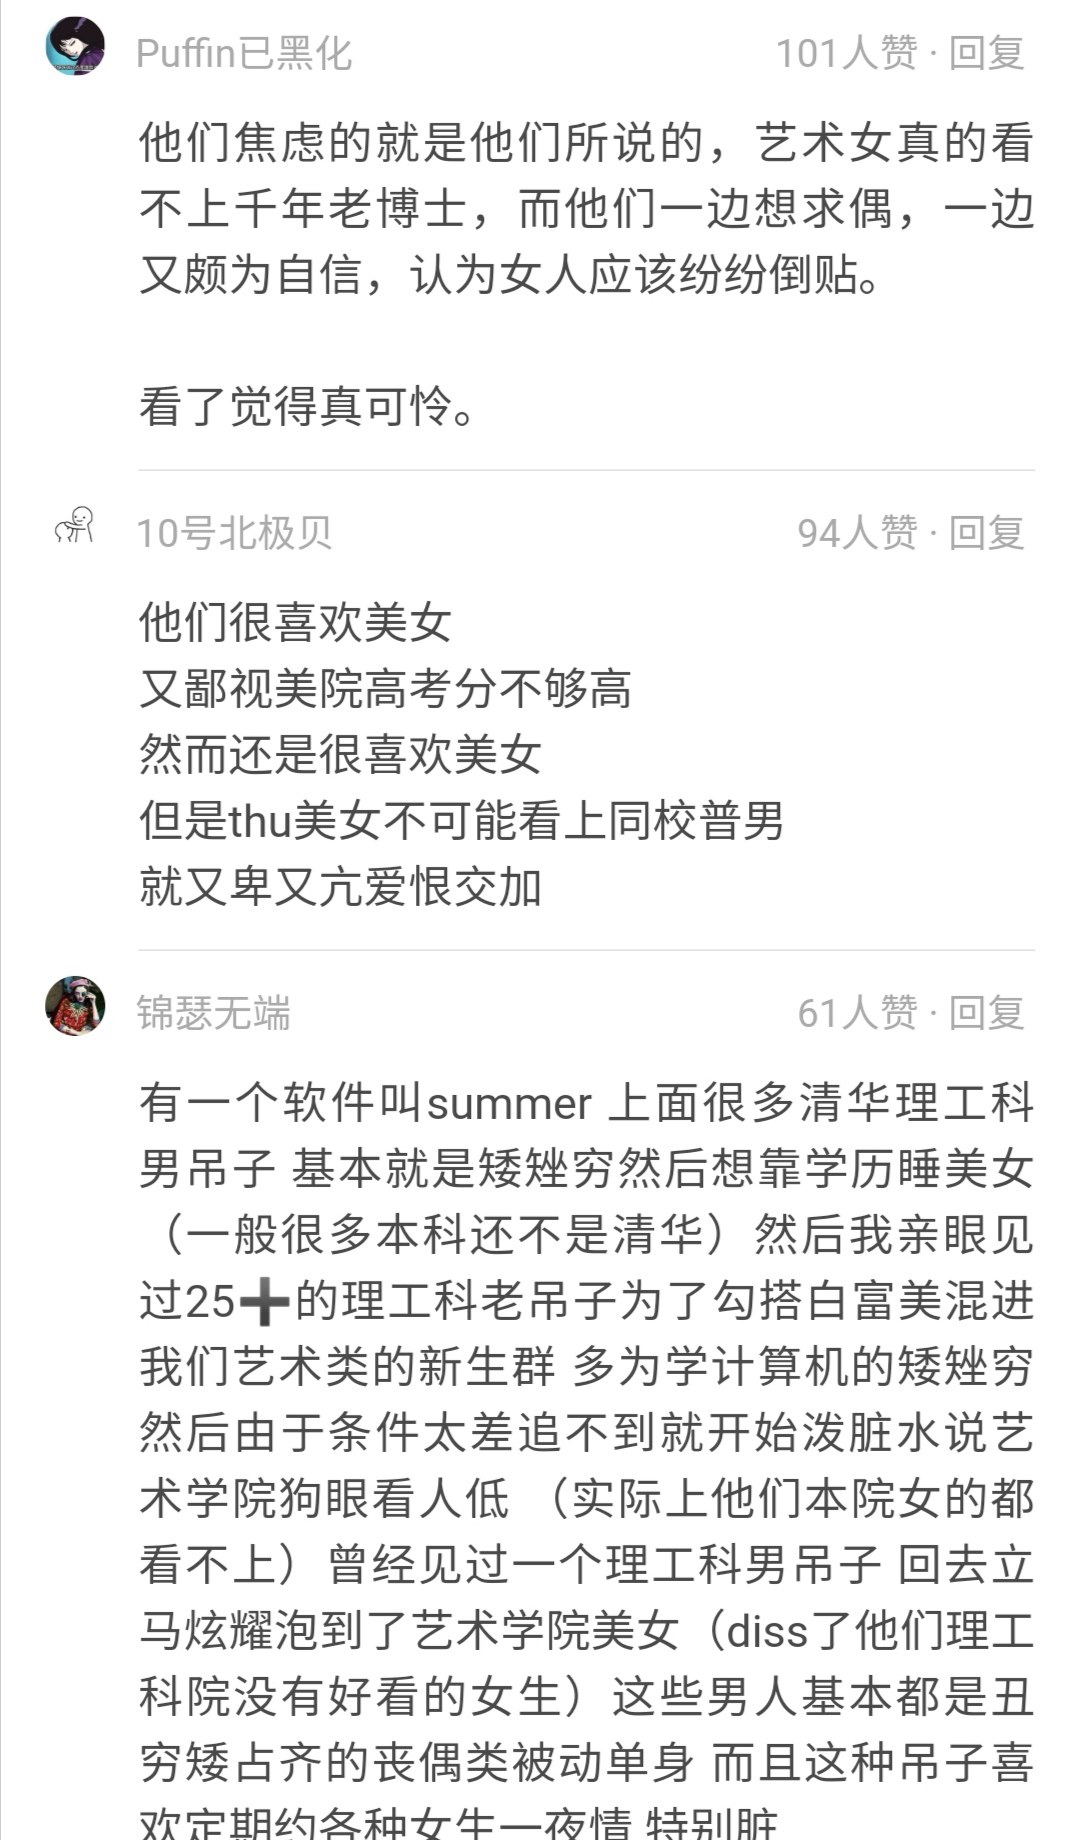 Puffin已黑化 101人赞 · 回复
他们焦虑的就是他们所说的，艺术女真的看
不上千年老博士，而他们一边想求偶，一边
又颇为自信，认为女人应该纷纷倒贴。
看了觉得真可怜。
10号北极贝 94人赞 · 回复
他们很喜欢美女
又鄙视美院高考分不够高
然而还是很喜欢美女
但是thu美女不可能看上同校普男
就又卑又亢爱恨交加
锦瑟无端 61人赞 · 回复
有一个软件叫summer 上面很多清华理工科
男吊子 基本就是矮矬穷然后想靠学历睡美女
（一般很多本科还不是清华）然后我亲眼见
过25➕的理工科老吊子为了勾搭白富美混进
我们艺术类的新生群 多为学计算机的矮矬穷
然后由于条件太差追不到就开始泼脏水说艺
术学院狗眼看人低 （实际上他们本院女的都
看不上）曾经见过一个理工科男吊子 回去立
马炫耀泡到了艺术学院美女（diss了他们理工
科院没有好看的女生）这些男人基本都是丑
穷矮占齐的丧偶类被动单身 而且这种吊子喜
欢定期约各种女生一夜情 特别脏